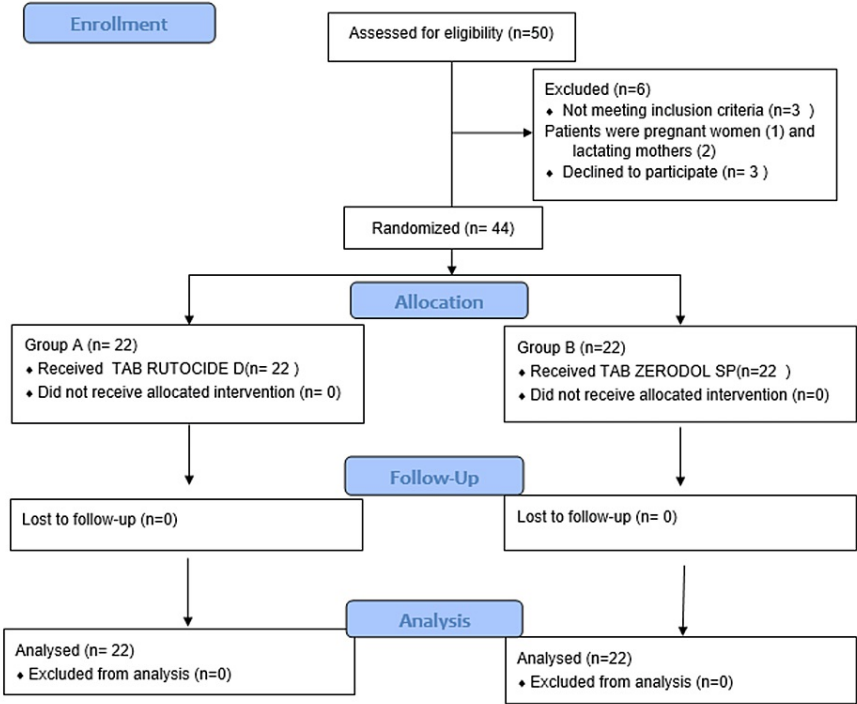 Enrollment
Assessed for eligibility (n=50)
Excluded (n=6)
♦ Not meeting inclusion criteria (n=3 )
Patients were pregnant women (1) and
lactating mothers (2)
♦ Declined to participate (n= 3 )
Randomized (n= 44)
Allocation
Group A (n= 22)
♦ Received TAB RUTOCIDE D(n= 22 )
♦ Did not receive allocated intervention (n= 0)
Group B (n=22)
♦ Received TAB ZERODOL SP(n=22 )
♦ Did not receive allocated intervention (n=0)
Follow-Up
Lost to follow-up (n=0)
Lost to follow-up (n= 0)
Analysis
Analysed (n= 22)
♦ Excluded from analysis (n=0)
Analysed (n=22)
♦ Excluded from analysis (n=0)